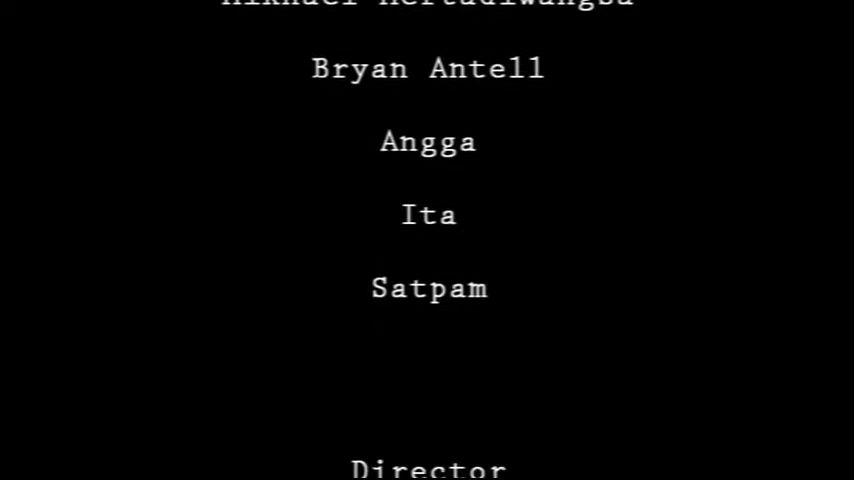 Bryan Antell
Angga
Ita
Satpam
Director